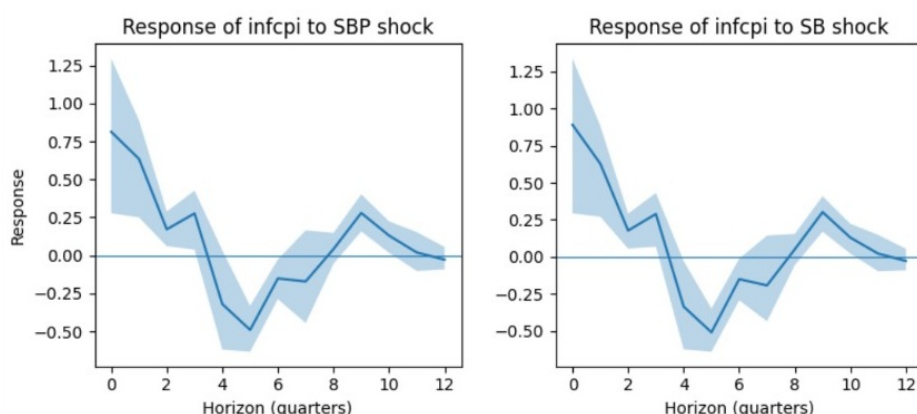 Response of infcpi to SBP shock
1.25
1.00
0.75
0.50
0.25
0.00
−0.25
−0.50
Response
0 2 4 6 8 10 12
Horizon (quarters)
Response of infcpi to SB shock
1.25
1.00
0.75
0.50
0.25
0.00
−0.25
−0.50
0 2 4 6 8 10 12
Horizon (quarters)